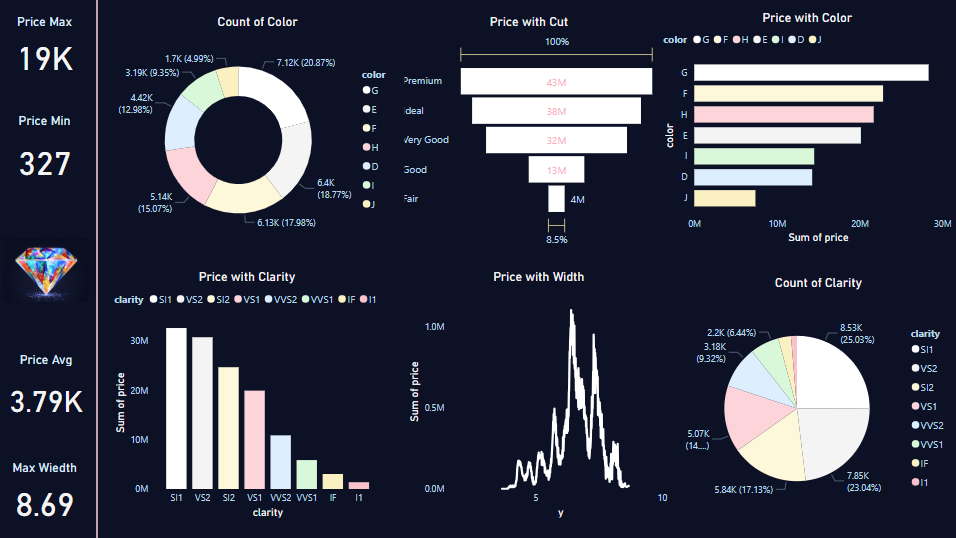 Price Max
19K
Price Min
327
Price Avg
3.79K
Max Wiedth
8.69
Count of Color
1.7K (4.99%)
7.12K (20.87%)
3.19K (9.35%)
4.42K
(12.98%)
5.14K
(15.07%)
6.13K (17.98%)
6.4K
(18.77%)
color
G
E
F
H
D
I
J
Price with Cut
100%
Premium
43M
Ideal
38M
Very Good
32M
Good
13M
Fair
4M
8.5%
Price with Color
color G F H E I D J
color
G
F
H
E
I
D
J
0M 10M 20M 30M
Sum of price
Price with Clarity
clarity SI1 VS2 SI2 VS1 VVS2 VVS1 IF I1
Sum of price
30M
20M
10M
0M
SI1 VS2 SI2 VS1 VVS2 VVS1 IF I1
clarity
Price with Width
Sum of price
1.0M
0.5M
0.0M
5 10
y
Count of Clarity
2.2K (6.44%)
8.53K
(25.03%)
3.18K
(9.32%)
5.07K
(14....)
5.84K (17.13%)
7.85K
(23.04%)
clarity
SI1
VS2
SI2
VS1
VVS2
VVS1
IF
I1